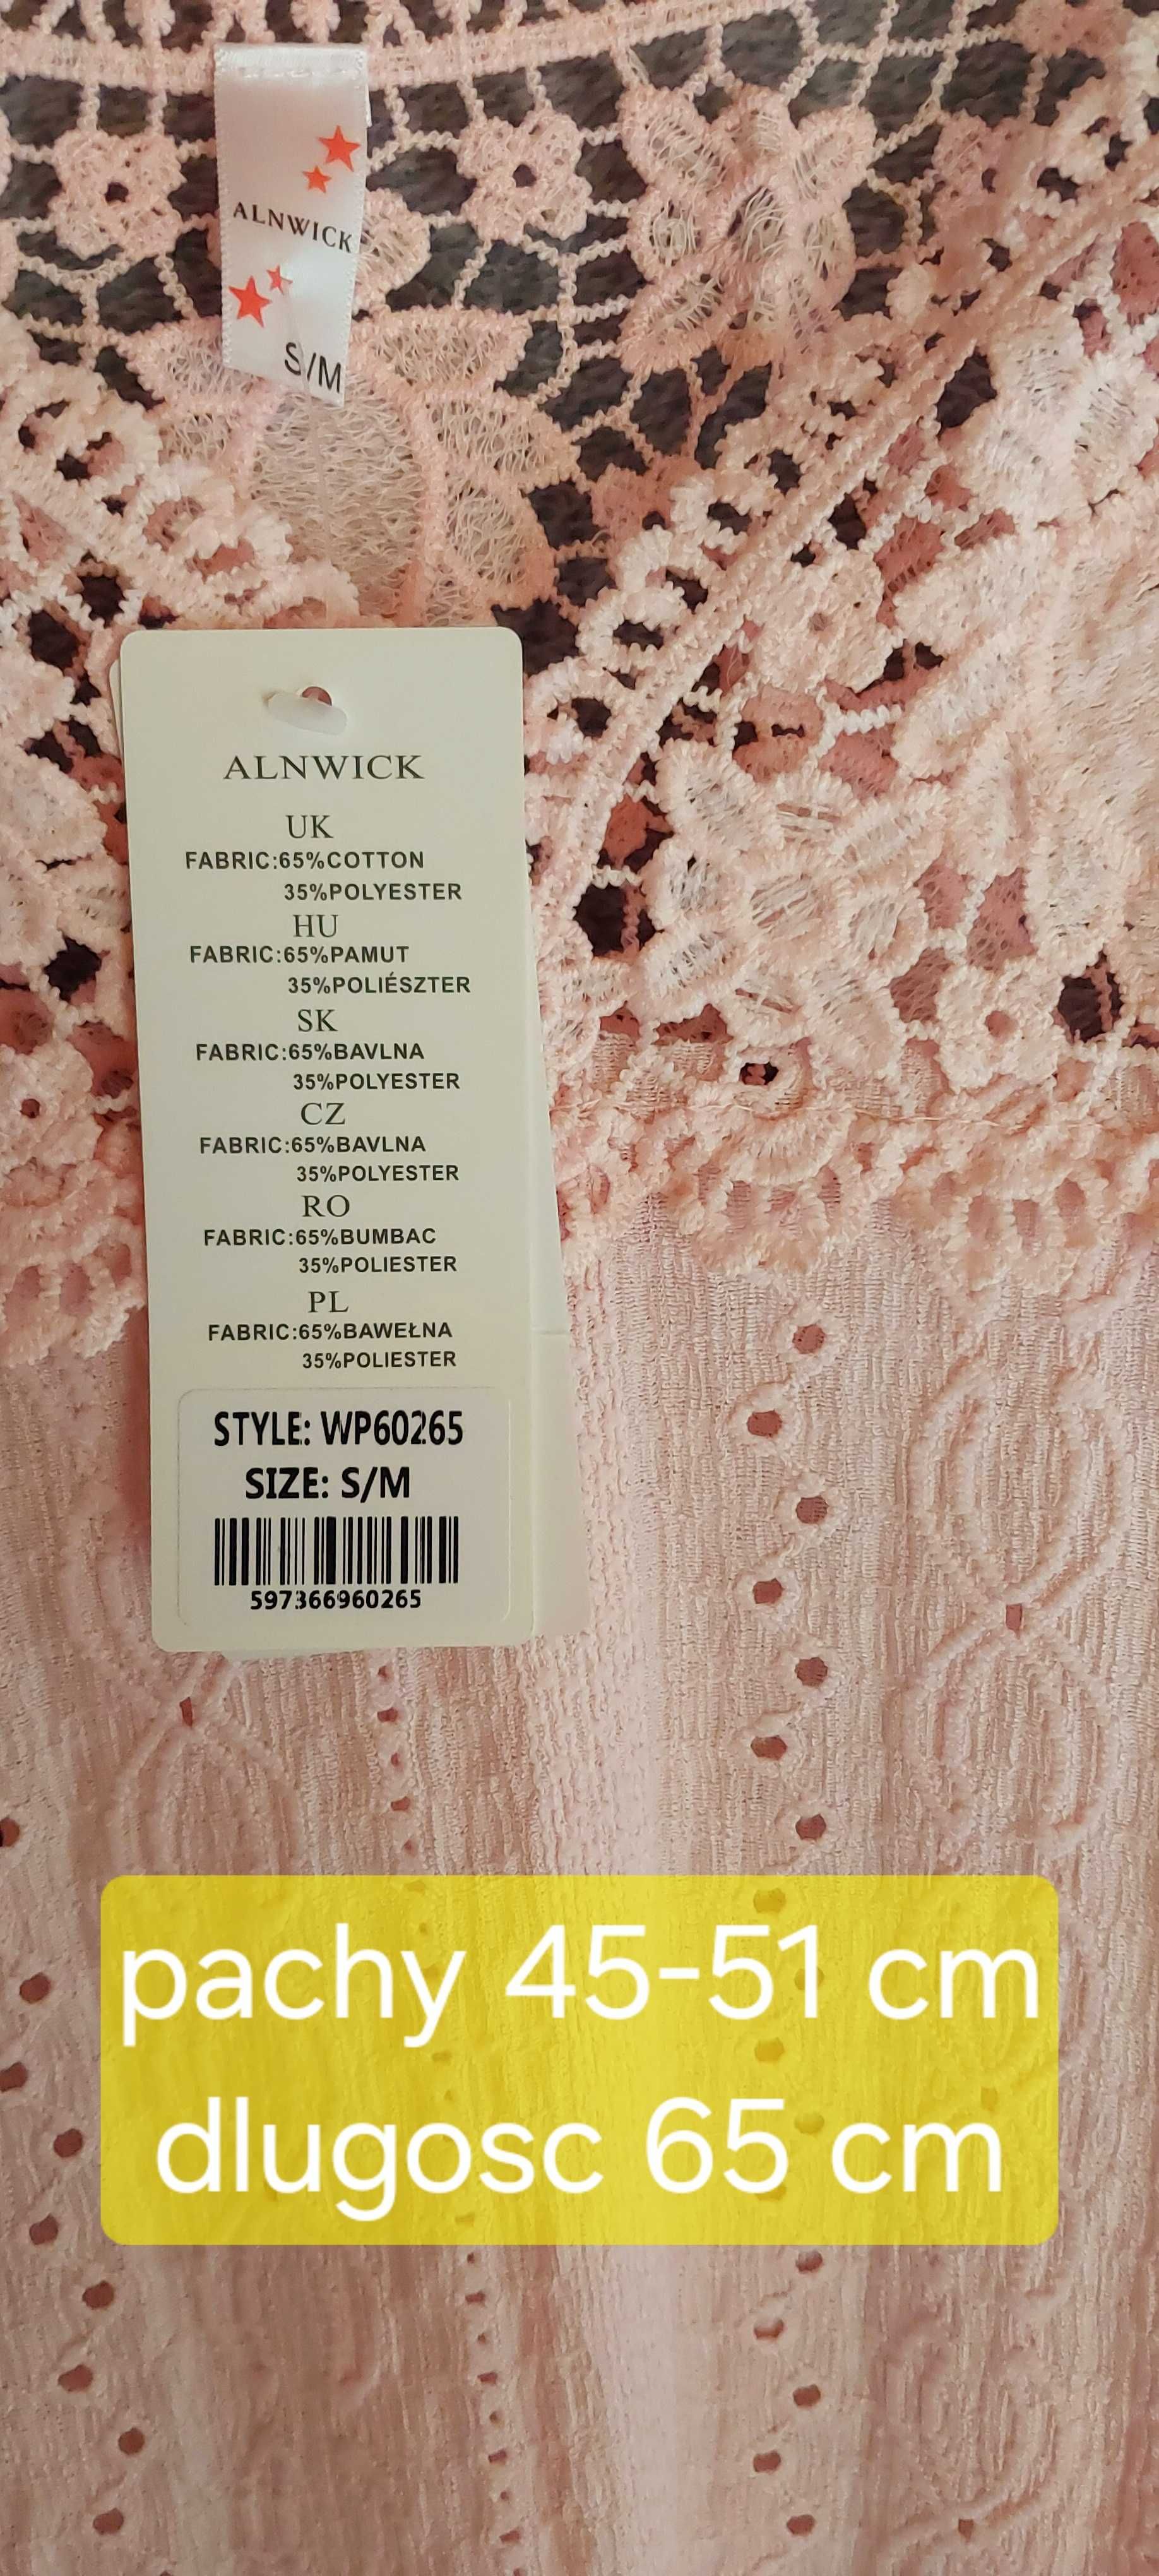 ALNWICK
S/M
ALNWICK
UK
FABRIC:65%COTTON
35%POLYESTER
HU
FABRIC:65%PAMUT
35%POLIÉSZTER
SK
FABRIC:65%BAVLNA
35%POLYESTER
CZ
FABRIC:65%BAVLNA
35%POLYESTER
RO
FABRIC:65%BUMBAC
35%POLIESTER
PL
FABRIC:65%BAWEŁNA
35%POLIESTER
STYLE: WP60265
SIZE: S/M
597366960265
pachy 45-51 cm
dlugosc 65 cm